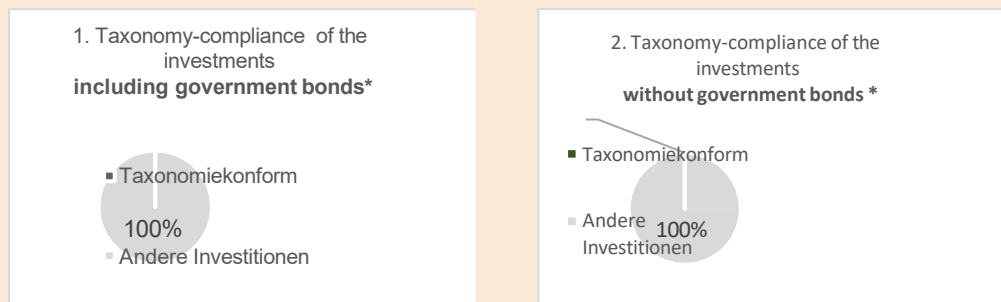 1. Taxonomy-compliance of the
investments
including government bonds*
Taxonomiekonform
100%
Andere Investitionen
2. Taxonomy-compliance of the
investments
without government bonds *
Taxonomiekonform
Andere
Investitionen
100%